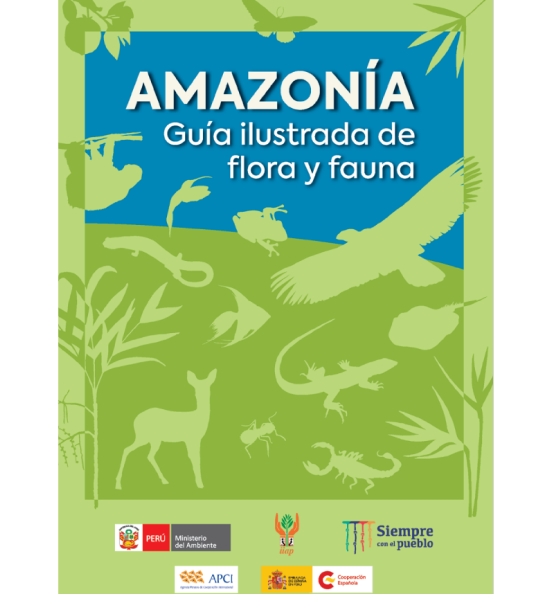 AMAZONÍA
Guía ilustrada de
flora y fauna
PERÚ
Ministerio
del Ambiente
iiap
Siempre
con el pueblo
APCI
Cooperación
Española